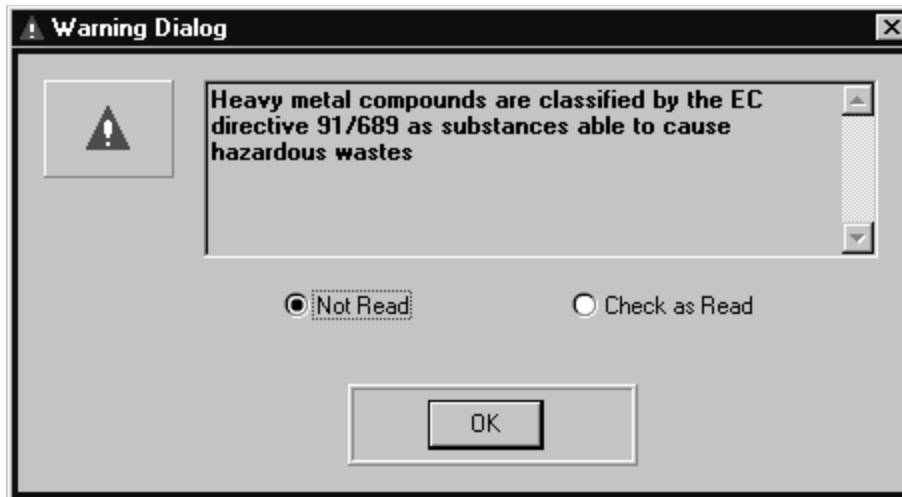 Warning Dialog
Heavy metal compounds are classified by the EC
directive 91/689 as substances able to cause
hazardous wastes
Not Read
Check as Read
OK